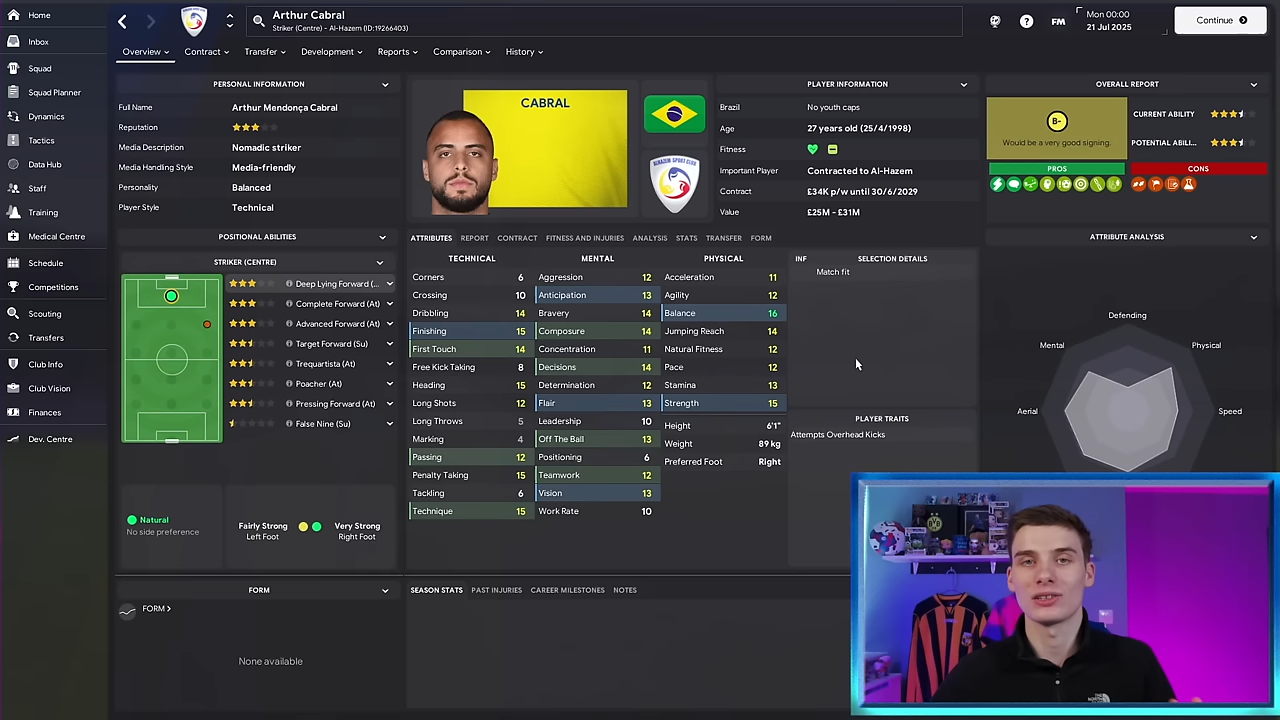 Home
Inbox
Squad
Squad Planner
Dynamics
Tactics
Data Hub
Staff
Training
Medical Centre
Schedule
Competitions
Scouting
Transfers
Club Info
Club Vision
Finances
Dev. Centre
Arthur Cabral
Striker (Centre) - Al-Hazem (ID:19266403)
FM
Mon 00:00
21 Jul 2025
Continue
Overview
Contract
Transfer
Development
Reports
Comparison
History
PERSONAL INFORMATION
Full Name Arthur Mendonça Cabral
Reputation
Media Description Nomadic striker
Media Handling Style Media-friendly
Personality Balanced
Player Style Technical
POSITIONAL ABILITIES
STRIKER (CENTRE)
Deep Lying Forward (...
Complete Forward (At)
Advanced Forward (At)
Target Forward (Su)
Trequartista (At)
Poacher (At)
Pressing Forward (At)
False Nine (Su)
Natural
No side preference
Fairly Strong
Left Foot
Very Strong
Right Foot
FORM
FORM
None available
CABRAL
PLAYER INFORMATION
Brazil No youth caps
Age 27 years old (25/4/1998)
Fitness
Important Player Contracted to Al-Hazem
Contract £34K p/w until 30/6/2029
Value £25M - £31M
OVERALL REPORT
B-
Would be a very good signing.
CURRENT ABILITY
POTENTIAL ABILI...
PROS
CONS
ATTRIBUTES REPORT CONTRACT FITNESS AND INJURIES ANALYSIS STATS TRANSFER FORM
TECHNICAL
Corners 6
Crossing 10
Dribbling 14
Finishing 15
First Touch 14
Free Kick Taking 8
Heading 15
Long Shots 12
Long Throws 5
Marking 4
Passing 12
Penalty Taking 15
Tackling 6
Technique 15
MENTAL
Aggression 12
Anticipation 13
Bravery 14
Composure 14
Concentration 11
Decisions 14
Determination 12
Flair 13
Leadership 10
Off The Ball 13
Positioning 6
Teamwork 12
Vision 13
Work Rate 10
PHYSICAL
Acceleration 11
Agility 12
Balance 16
Jumping Reach 14
Natural Fitness 12
Pace 12
Stamina 13
Strength 15
Height 6'1"
Weight 89 kg
Preferred Foot Right
INF SELECTION DETAILS
Match fit
PLAYER TRAITS
Attempts Overhead Kicks
ATTRIBUTE ANALYSIS
Defending
Mental
Physical
Aerial
Speed
SEASON STATS PAST INJURIES CAREER MILESTONES NOTES